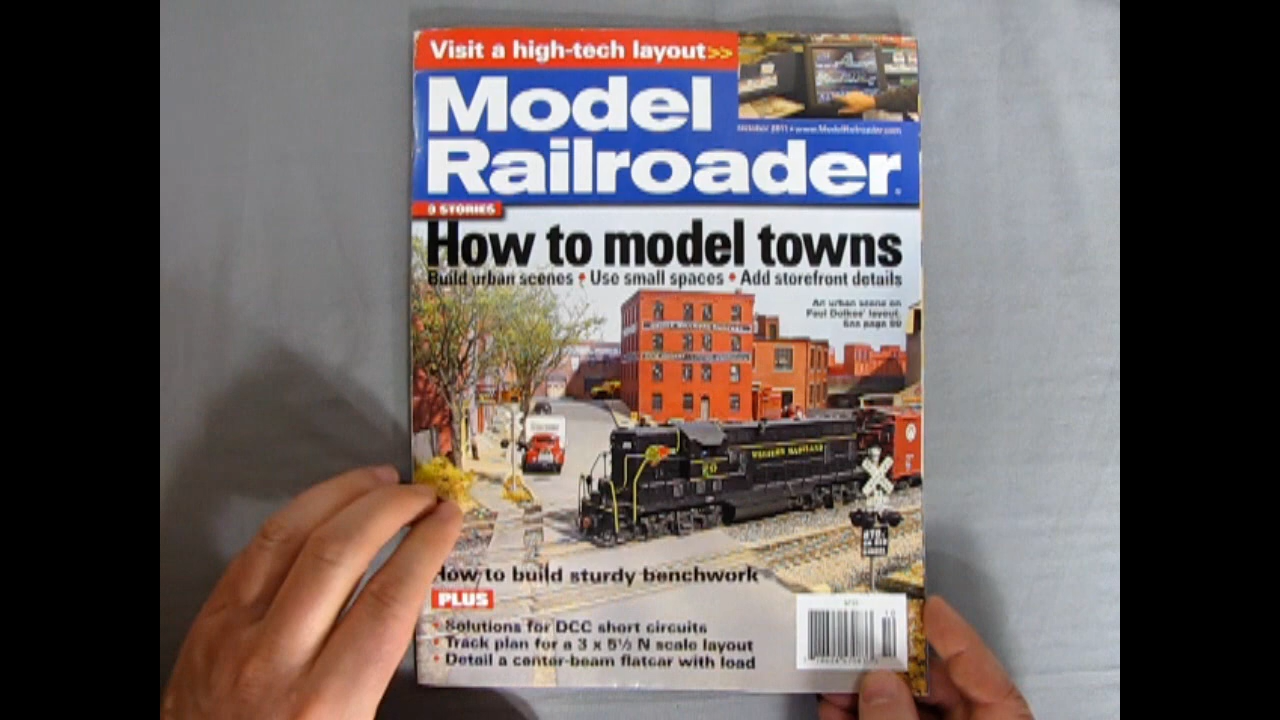 Visit a high-tech layout>>
Model
Railroader
October 2011 • www.ModelRailroader.com
9 STORIES
How to model towns
Build urban scenes • Use small spaces • Add storefront details
An urban scene on
Paul Dolkos' layout.
See page
WESTERN MARYLAND
How to build sturdy benchwork
PLUS
• Solutions for DCC short circuits
• Track plan for a 3 x 5½ N scale layout
• Detail a center-beam flatcar with load